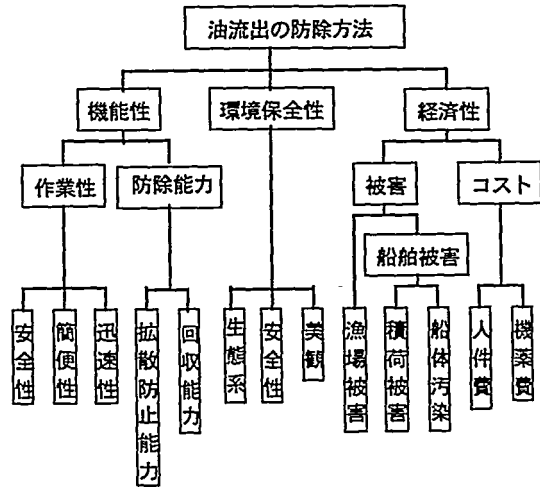 油流出の防除方法
機能性
環境保全性
経済性
作業性
防除能力
被害
コスト
船舶被害
安全性
簡便性
迅速性
拡散防止能力
回収能力
生態系
安全性
美観
漁場被害
積荷被害
船体汚染
人件費
機薬費